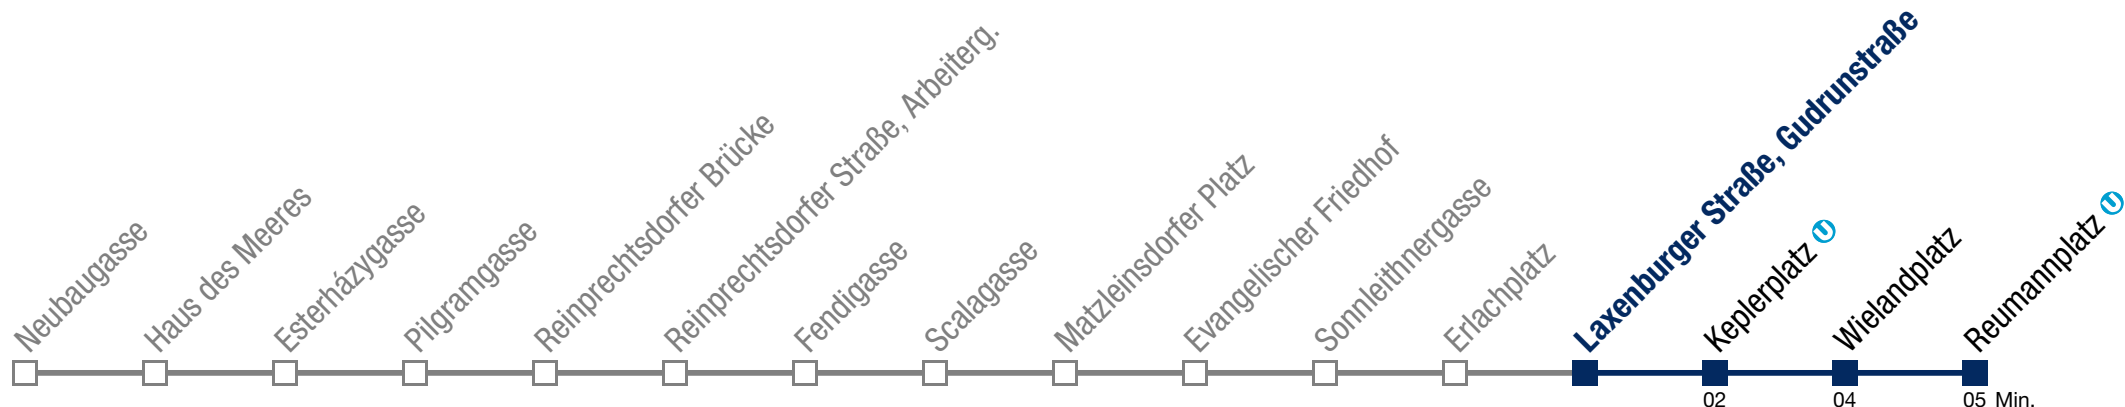 Neubaugasse
Haus des Meeres
Esterházygasse
Pilgramgasse
Reinprechtsdorfer Brücke
Reinprechtsdorfer Straße, Arbeiterg.
Fendigasse
Scalagasse
Matzleinsdorfer Platz
Evangelischer Friedhof
Sonnleithnergasse
Erlachplatz
Laxenburger Straße, Gudrunstraße
Keplerplatz U
Wielandplatz
Reumannplatz U
02
04
05 Min.